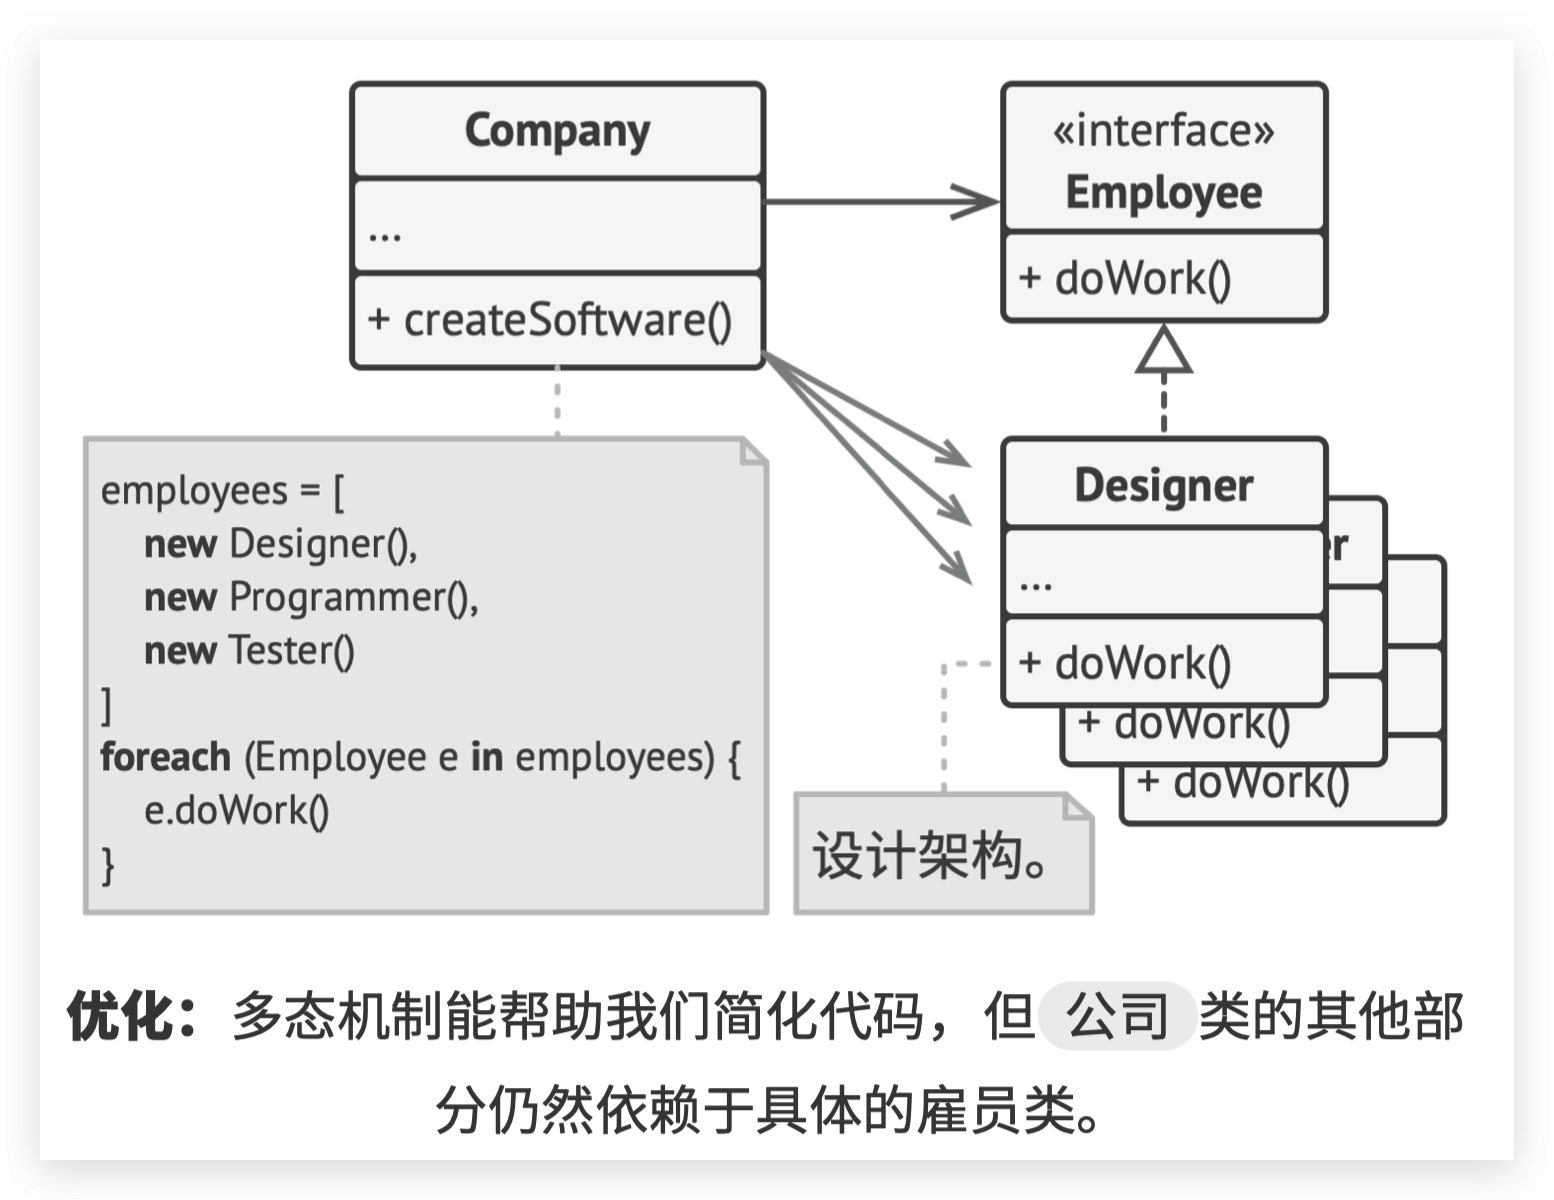 Company
...
+ createSoftware()
«interface»
Employee
+ doWork()
employees = [
new Designer(),
new Programmer(),
new Tester()
]
foreach (Employee e in employees) {
e.doWork()
}
Designer
...
+ doWork()
+ doWork()
+ doWork()
设计架构。
优化：多态机制能帮助我们简化代码，但 公司 类的其他部
分仍然依赖于具体的雇员类。